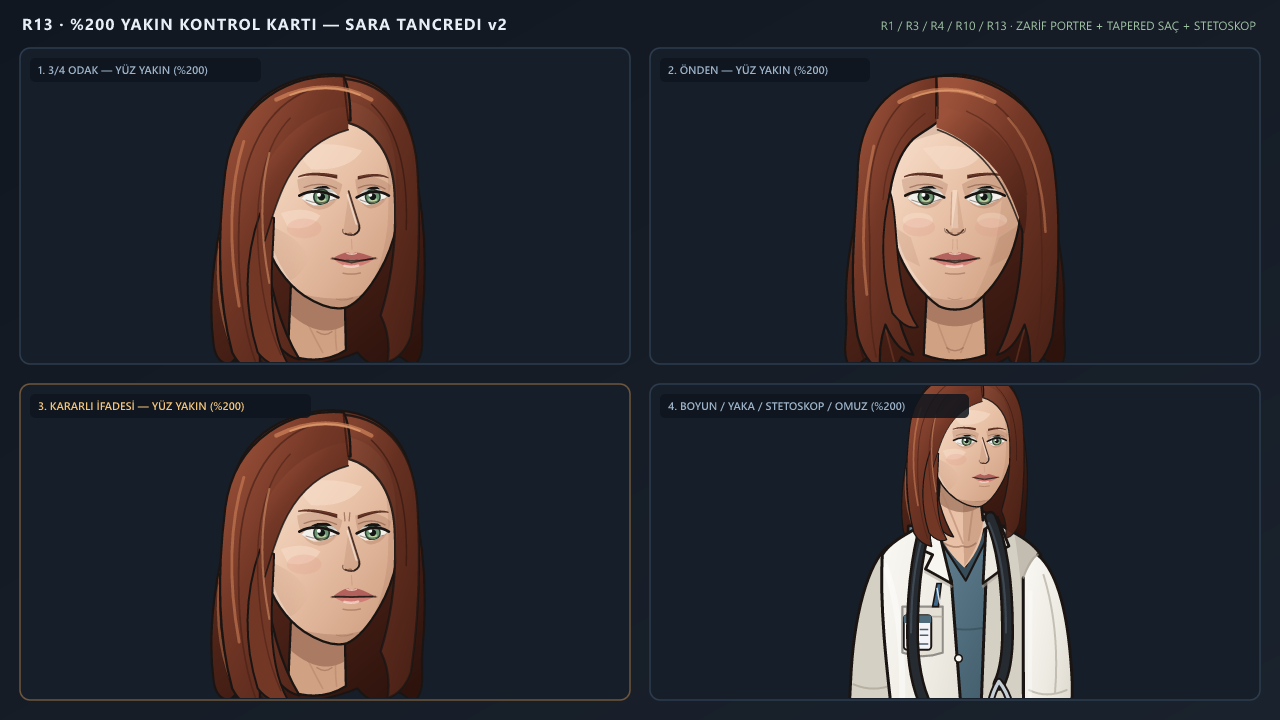 R13 · %200 YAKIN KONTROL KARTI — SARA TANCREDI v2
R1 / R3 / R4 / R10 / R13 · ZARİF PORTRE + TAPERED SAÇ + STETOSKOP
1. 3/4 ODAK — YÜZ YAKIN (%200)
2. ÖNDEN — YÜZ YAKIN (%200)
3. KARARLI İFADESİ — YÜZ YAKIN (%200)
4. BOYUN / YAKA / STETOSKOP / OMUZ (%200)